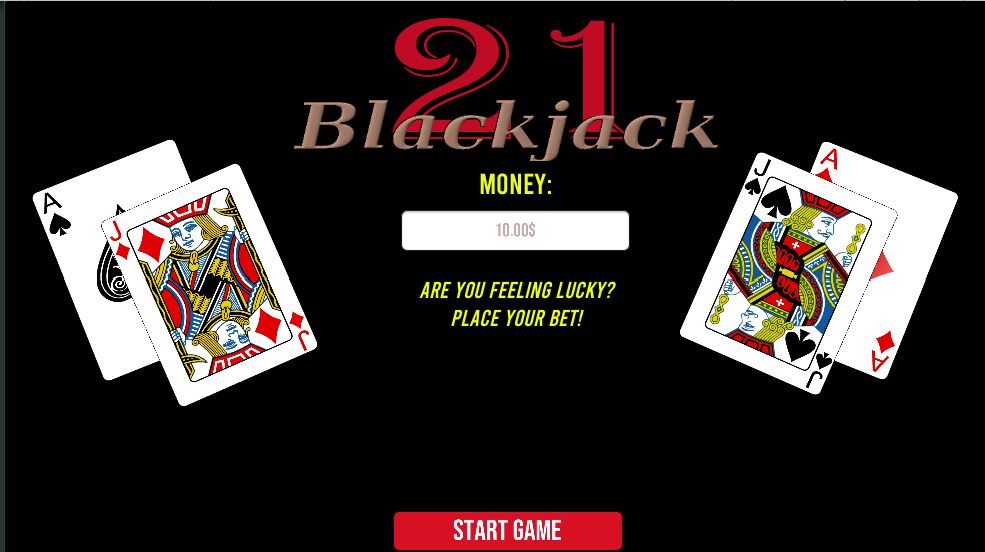 21
Blackjack
MONEY:
10.00$
ARE YOU FEELING LUCKY?
PLACE YOUR BET!
A
J
J
A
J
J
A
A
START GAME